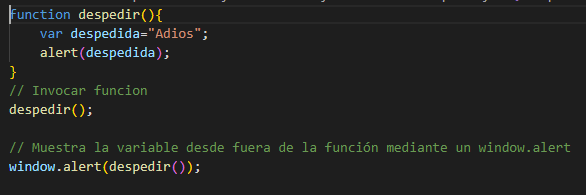 function despedir(){
    var despedida="Adios";
    alert(despedida);
}
// Invocar funcion
despedir();

// Muestra la variable desde fuera de la función mediante un window.alert
window.alert(despedir());